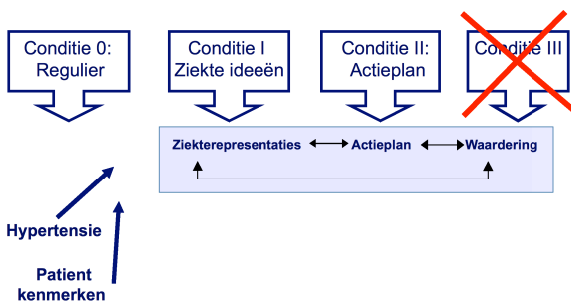 Conditie 0:
Regulier
Conditie I
Ziekte ideeën
Conditie II:
Actieplan
Conditie III
Ziekterepresentaties
Actieplan
Waardering
Hypertensie
Patient
kenmerken